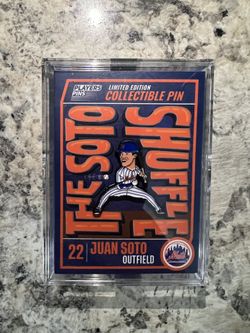 PLAYERS
PINS
LIMITED EDITION
COLLECTIBLE PIN
THE SOTO
SHUFFLE
22
JUAN SOTO
OUTFIELD
Mets